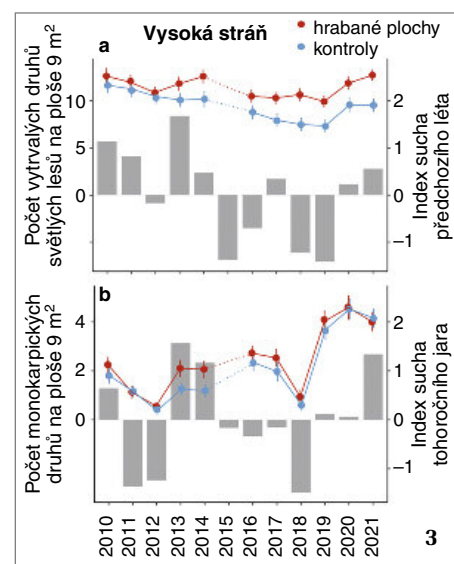 Vysoká stráň
hrabané plochy
kontroly
a
Počet vytrvalých druhů
světlých lesů na ploše 9 m²
10
5
0
2
1
0
−1
Index sucha
předchozího léta
b
Počet monokarpických
druhů na ploše 9 m²
4
2
0
2
1
0
−1
Index sucha
tohoročního jara
2010
2011
2012
2013
2014
2015
2016
2017
2018
2019
2020
2021
3